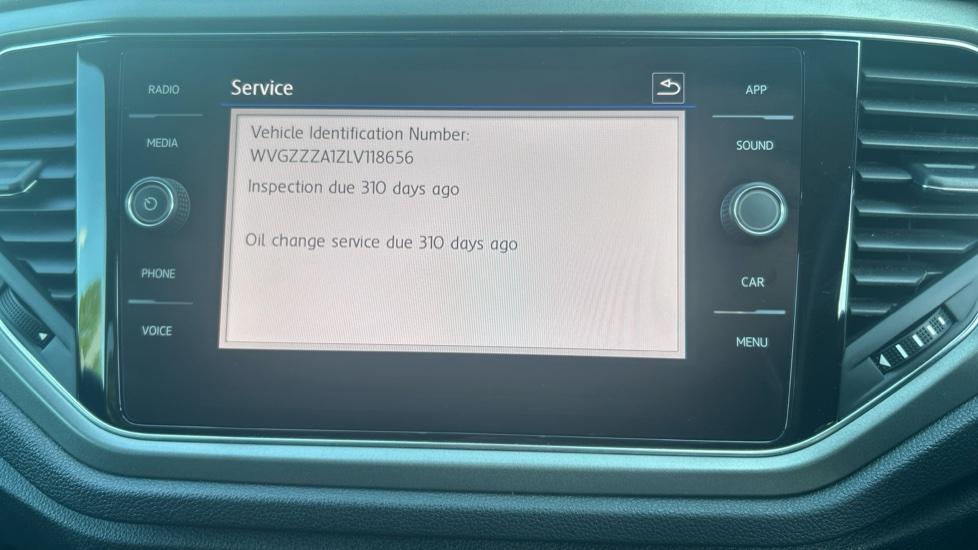 RADIO
MEDIA
PHONE
VOICE
Service
Vehicle Identification Number:
WVGZZZA1ZLV118656
Inspection due 310 days ago
Oil change service due 310 days ago
APP
SOUND
CAR
MENU